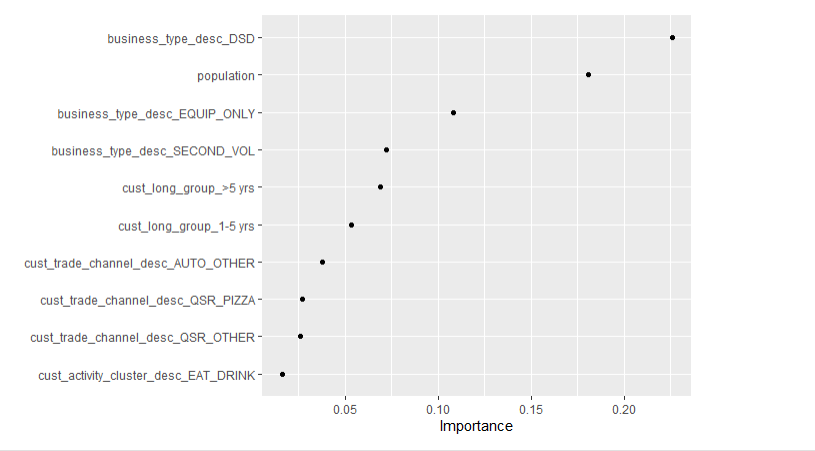 business_type_desc_DSD
population
business_type_desc_EQUIP_ONLY
business_type_desc_SECOND_VOL
cust_long_group_>5 yrs
cust_long_group_1-5 yrs
cust_trade_channel_desc_AUTO_OTHER
cust_trade_channel_desc_QSR_PIZZA
cust_trade_channel_desc_QSR_OTHER
cust_activity_cluster_desc_EAT_DRINK
0.05 0.10 0.15 0.20
Importance